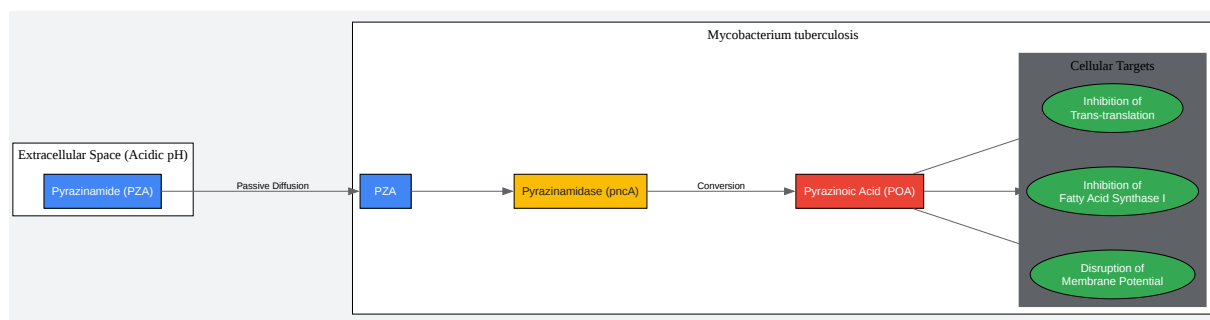 Mycobacterium tuberculosis
Cellular Targets
Inhibition of
Trans-translation
Extracellular Space (Acidic pH)
Pyrazinamide (PZA)
Passive Diffusion
PZA
Pyrazinamidase (pncA)
Conversion
Pyrazinoic Acid (POA)
Inhibition of
Fatty Acid Synthase I
Disruption of
Membrane Potential